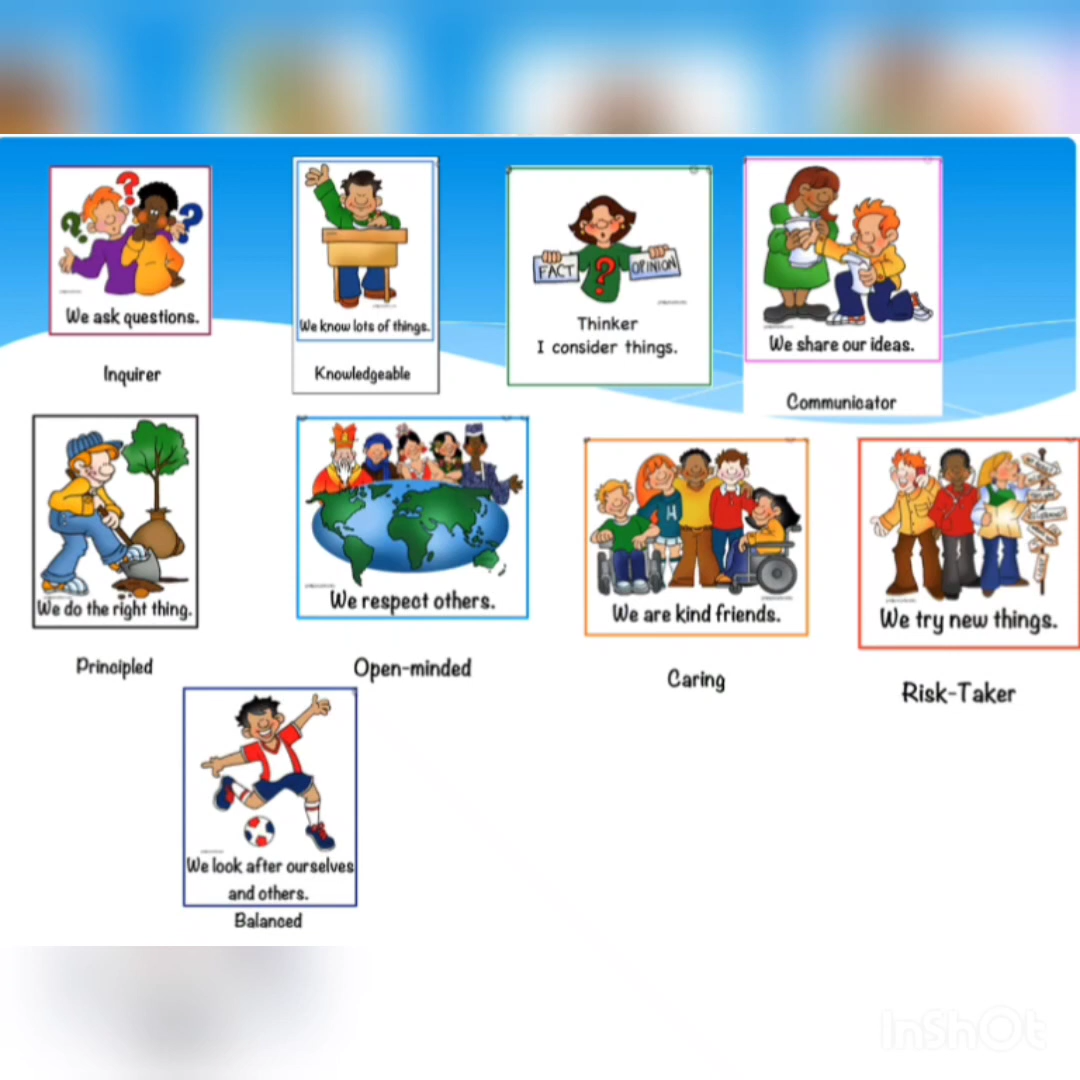 We ask questions.
Inquirer
We know lots of things.
Knowledgeable
FACT
OPINION
Thinker
I consider things.
We share our ideas.
Communicator
We do the right thing.
Principled
We respect others.
Open-minded
H
We are kind friends.
Caring
We try new things.
Risk-Taker
We look after ourselves
and others.
Balanced
InShOt